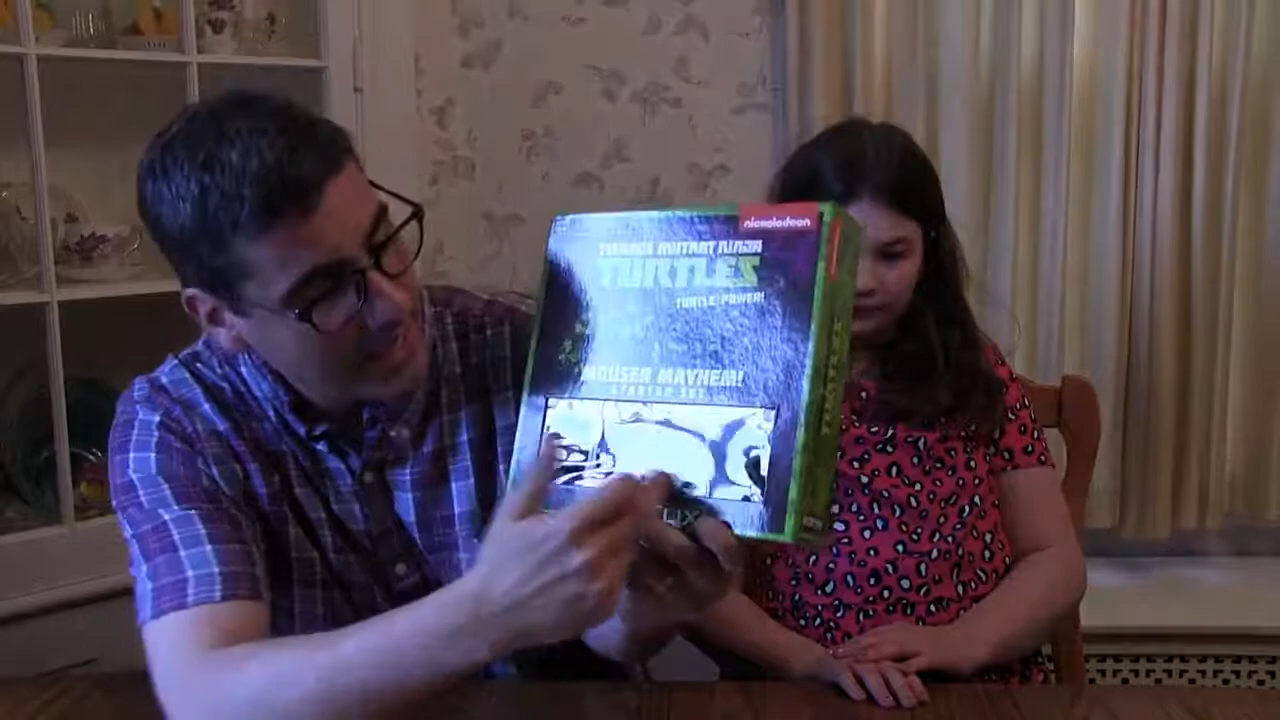 nickelodeon
TEENAGE MUTANT NINJA
TURTLES
TURTLE POWER!
MOUSER MAYHEM!
STARTER SET